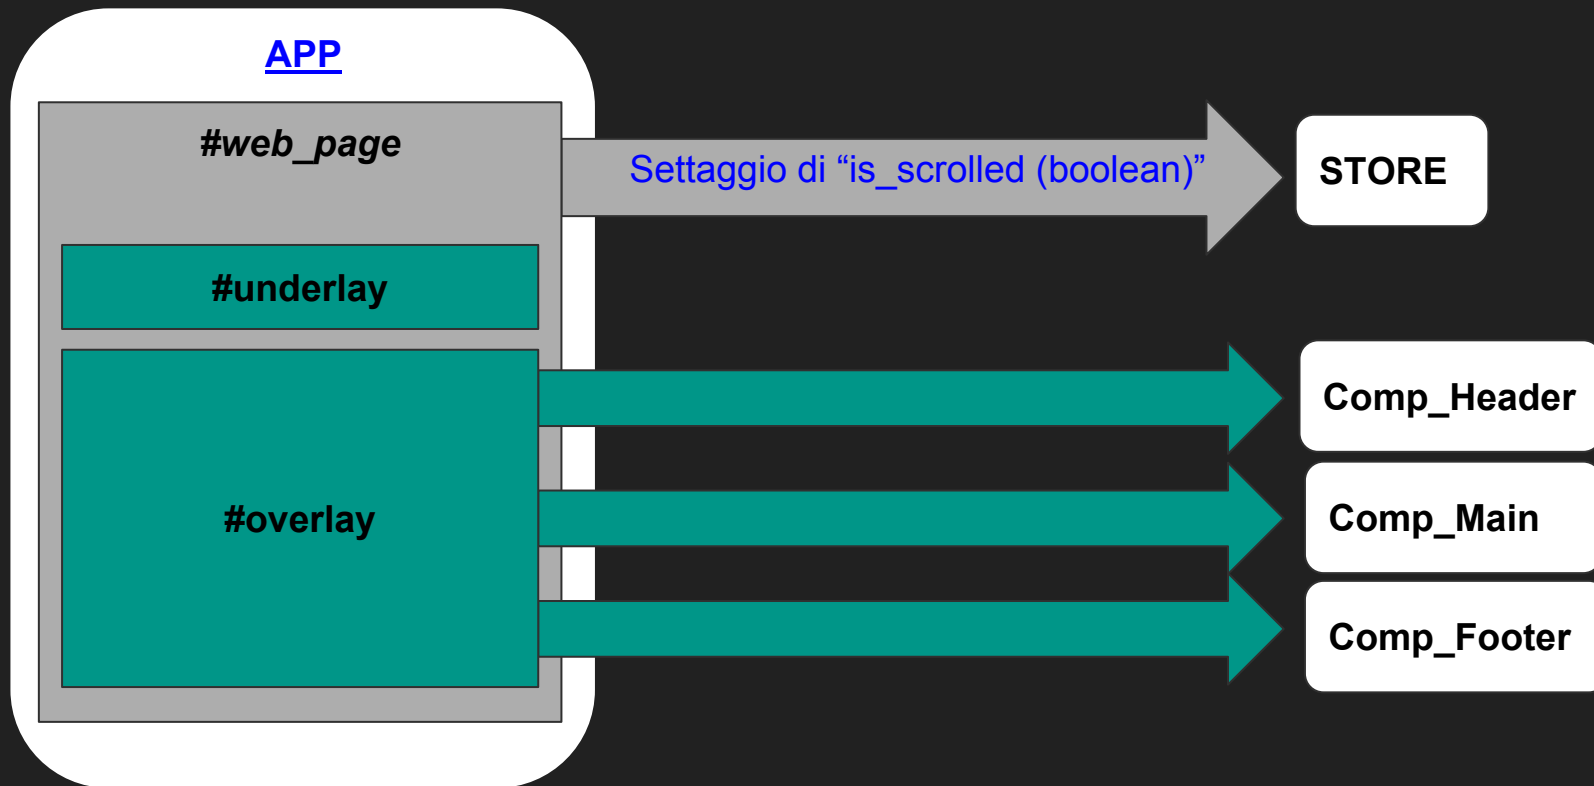 APP
#web_page
Settaggio di “is_scrolled (boolean)”
STORE
#underlay
Comp_Header
#overlay
Comp_Main
Comp_Footer